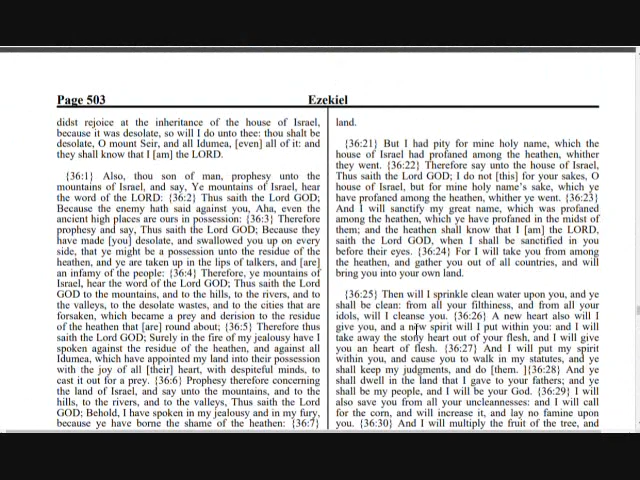 Page 503
Ezekiel
didst rejoice at the inheritance of the house of Israel,
because it was desolate, so will I do unto thee: thou shalt be
desolate, O mount Seir, and all Idumea, [even] all of it: and
they shall know that I [am] the LORD.
{36:1} Also, thou son of man, prophesy unto the
mountains of Israel, and say, Ye mountains of Israel, hear
the word of the LORD: {36:2} Thus saith the Lord GOD;
Because the enemy hath said against you, Aha, even the
ancient high places are ours in possession: {36:3} Therefore
prophesy and say, Thus saith the Lord GOD; Because they
have made [you] desolate, and swallowed you up on every
side, that ye might be a possession unto the residue of the
heathen, and ye are taken up in the lips of talkers, and [are]
an infamy of the people: {36:4} Therefore, ye mountains of
Israel, hear the word of the Lord GOD; Thus saith the Lord
GOD to the mountains, and to the hills, to the rivers, and to
the valleys, to the desolate wastes, and to the cities that are
forsaken, which became a prey and derision to the residue
of the heathen that [are] round about; {36:5} Therefore thus
saith the Lord GOD; Surely in the fire of my jealousy have I
spoken against the residue of the heathen, and against all
Idumea, which have appointed my land into their possession
with the joy of all [their] heart, with despiteful minds, to
cast it out for a prey. {36:6} Prophesy therefore concerning
the land of Israel, and say unto the mountains, and to the
hills, to the rivers, and to the valleys, Thus saith the Lord
GOD; Behold, I have spoken in my jealousy and in my fury,
because ye have borne the shame of the heathen: {36:7}
land.
{36:21} But I had pity for mine holy name, which the
house of Israel had profaned among the heathen, whither
they went. {36:22} Therefore say unto the house of Israel,
Thus saith the Lord GOD; I do not [this] for your sakes, O
house of Israel, but for mine holy name's sake, which ye
have profaned among the heathen, whither ye went. {36:23}
And I will sanctify my great name, which was profaned
among the heathen, which ye have profaned in the midst of
them; and the heathen shall know that I [am] the LORD,
saith the Lord GOD, when I shall be sanctified in you
before their eyes. {36:24} For I will take you from among
the heathen, and gather you out of all countries, and will
bring you into your own land.
{36:25} Then will I sprinkle clean water upon you, and ye
shall be clean: from all your filthiness, and from all your
idols, will I cleanse you. {36:26} A new heart also will I
give you, and a new spirit will I put within you: and I will
take away the stony heart out of your flesh, and I will give
you an heart of flesh. {36:27} And I will put my spirit
within you, and cause you to walk in my statutes, and ye
shall keep my judgments, and do [them. ]{36:28} And ye
shall dwell in the land that I gave to your fathers; and ye
shall be my people, and I will be your God. {36:29} I will
also save you from all your uncleannesses: and I will call
for the corn, and will increase it, and lay no famine upon
you. {36:30} And I will multiply the fruit of the tree, and